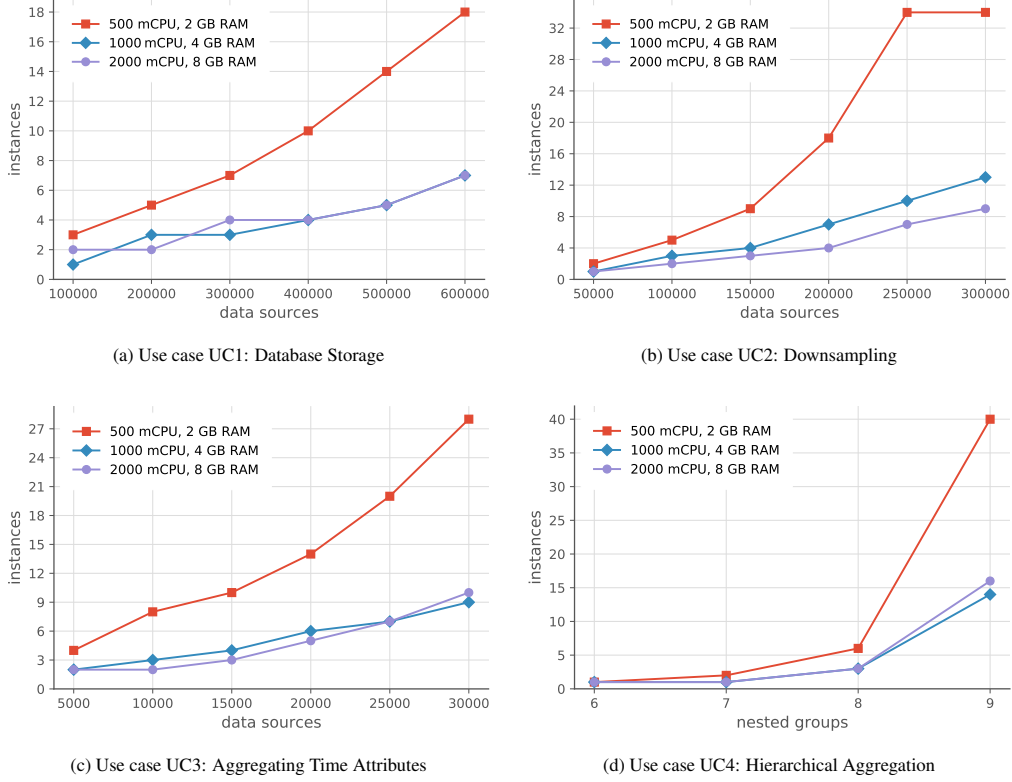 18
16
14
12
10
8
6
4
2
0
instances
500 mCPU, 2 GB RAM
1000 mCPU, 4 GB RAM
2000 mCPU, 8 GB RAM
100000 200000 300000 400000 500000 600000
data sources
(a) Use case UC1: Database Storage
32
28
24
20
16
12
8
4
0
instances
500 mCPU, 2 GB RAM
1000 mCPU, 4 GB RAM
2000 mCPU, 8 GB RAM
50000 100000 150000 200000 250000 300000
data sources
(b) Use case UC2: Downsampling
27
24
21
18
15
12
9
6
3
0
instances
500 mCPU, 2 GB RAM
1000 mCPU, 4 GB RAM
2000 mCPU, 8 GB RAM
5000 10000 15000 20000 25000 30000
data sources
(c) Use case UC3: Aggregating Time Attributes
40
35
30
25
20
15
10
5
0
instances
500 mCPU, 2 GB RAM
1000 mCPU, 4 GB RAM
2000 mCPU, 8 GB RAM
6 7 8 9
nested groups
(d) Use case UC4: Hierarchical Aggregation